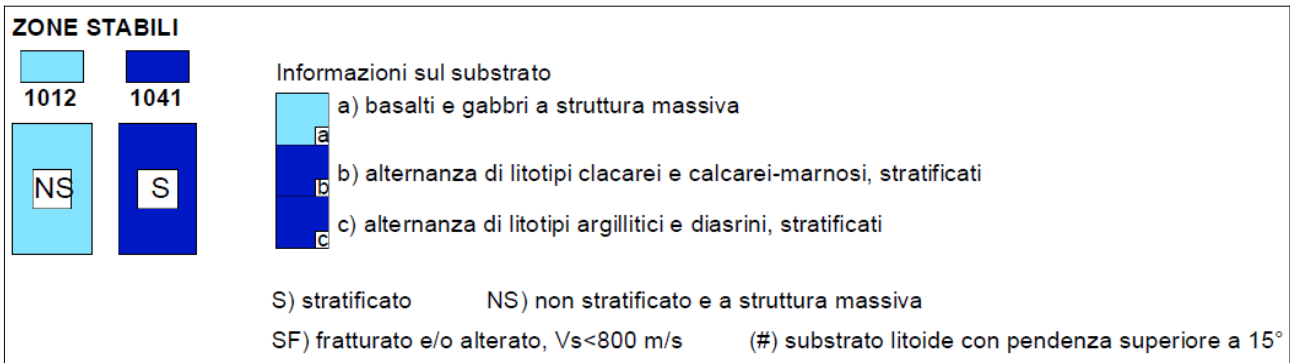 ZONE STABILI
1012 1041
Informazioni sul substrato
a) basalti e gabbri a struttura massiva
a
NS S
b) alternanza di litotipi clacarei e calcarei-marnosi, stratificati
b
c) alternanza di litotipi argillitici e diasrini, stratificati
c
S) stratificato NS) non stratificato e a struttura massiva
SF) fratturato e/o alterato, Vs<800 m/s (#) substrato litoide con pendenza superiore a 15°